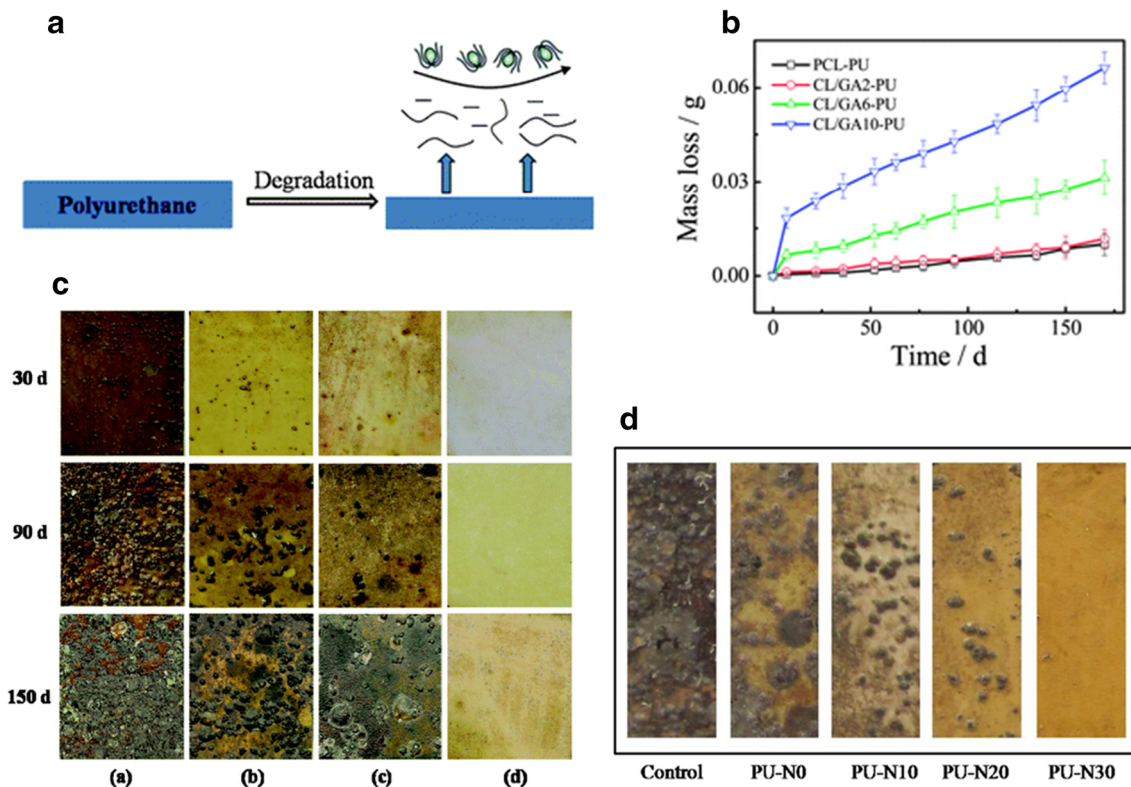 a
Polyurethane
Degradation
b
PCL-PU
CL/GA2-PU
CL/GA6-PU
CL/GA10-PU
0.06
0.03
0.00
Mass loss / g
0
50
100
150
Time / d
c
30 d
90 d
150 d
(a)
(b)
(c)
(d)
d
Control
PU-N0
PU-N10
PU-N20
PU-N30